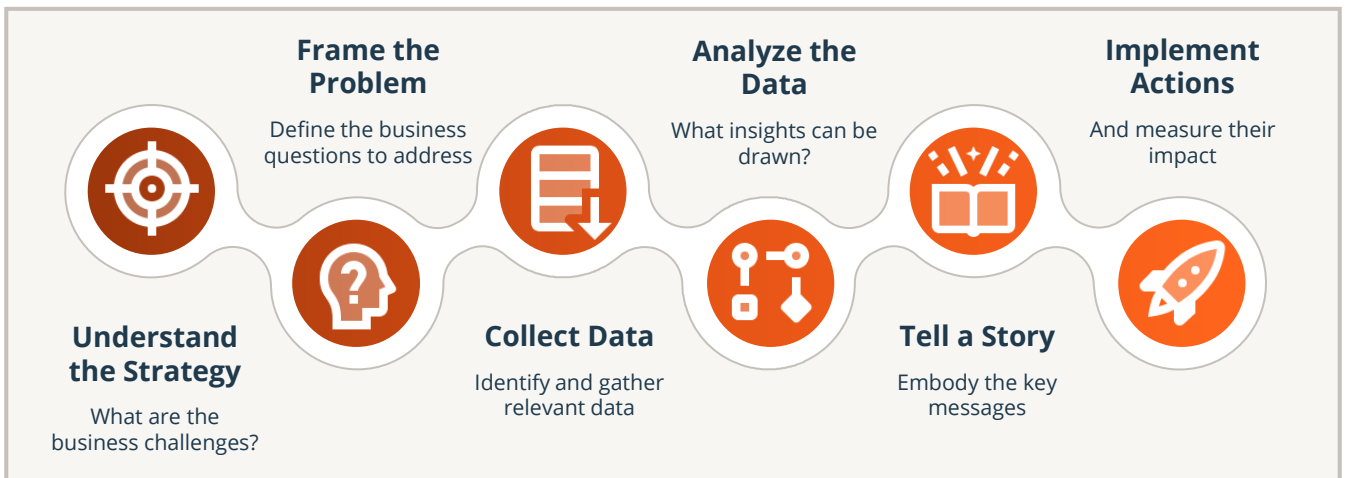 Understand
the Strategy
What are the
business challenges?
Frame the
Problem
Define the business
questions to address
?
Collect Data
Identify and gather
relevant data
Analyze the
Data
What insights can be
drawn?
Tell a Story
Embody the key
messages
Implement
Actions
And measure their
impact